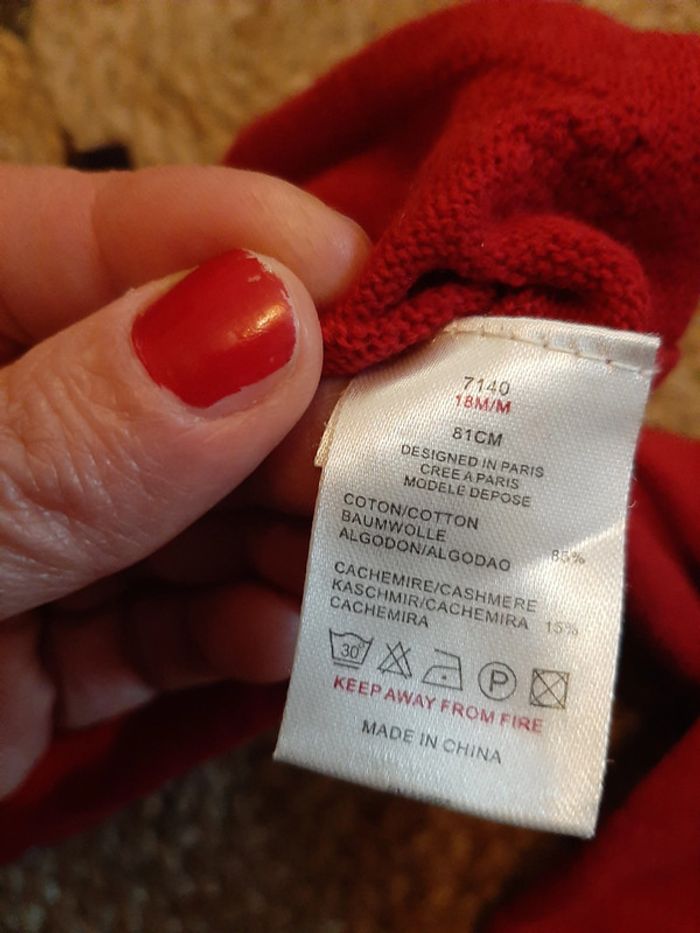 7140
18M/M
81CM
DESIGNED IN PARIS
CREE A PARIS
MODELE DEPOSE
COTON/COTTON
BAUMWOLLE
ALGODON/ALGODAO 85%
CACHEMIRE/CASHMERE
KASCHMIR/CACHEMIRA 15%
CACHEMIRA
30° P
KEEP AWAY FROM FIRE
MADE IN CHINA